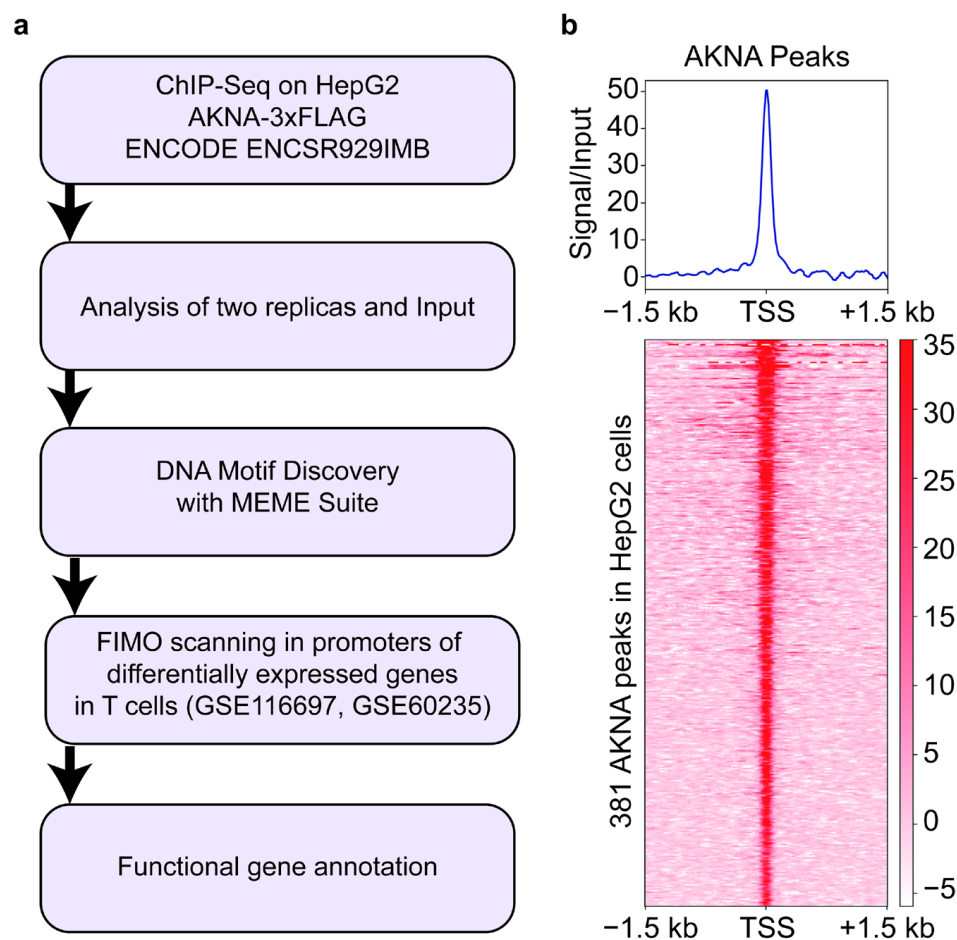 a
ChIP-Seq on HepG2
AKNA-3xFLAG
ENCODE ENCSR929IMB
Analysis of two replicas and Input
DNA Motif Discovery
with MEME Suite
FIMO scanning in promoters of
differentially expressed genes
in T cells (GSE116697, GSE60235)
Functional gene annotation
b
AKNA Peaks
Signal/Input
50
40
30
20
10
0
−1.5 kb TSS +1.5 kb
381 AKNA peaks in HepG2 cells
35
30
25
20
15
10
5
0
−5
−1.5 kb TSS +1.5 kb